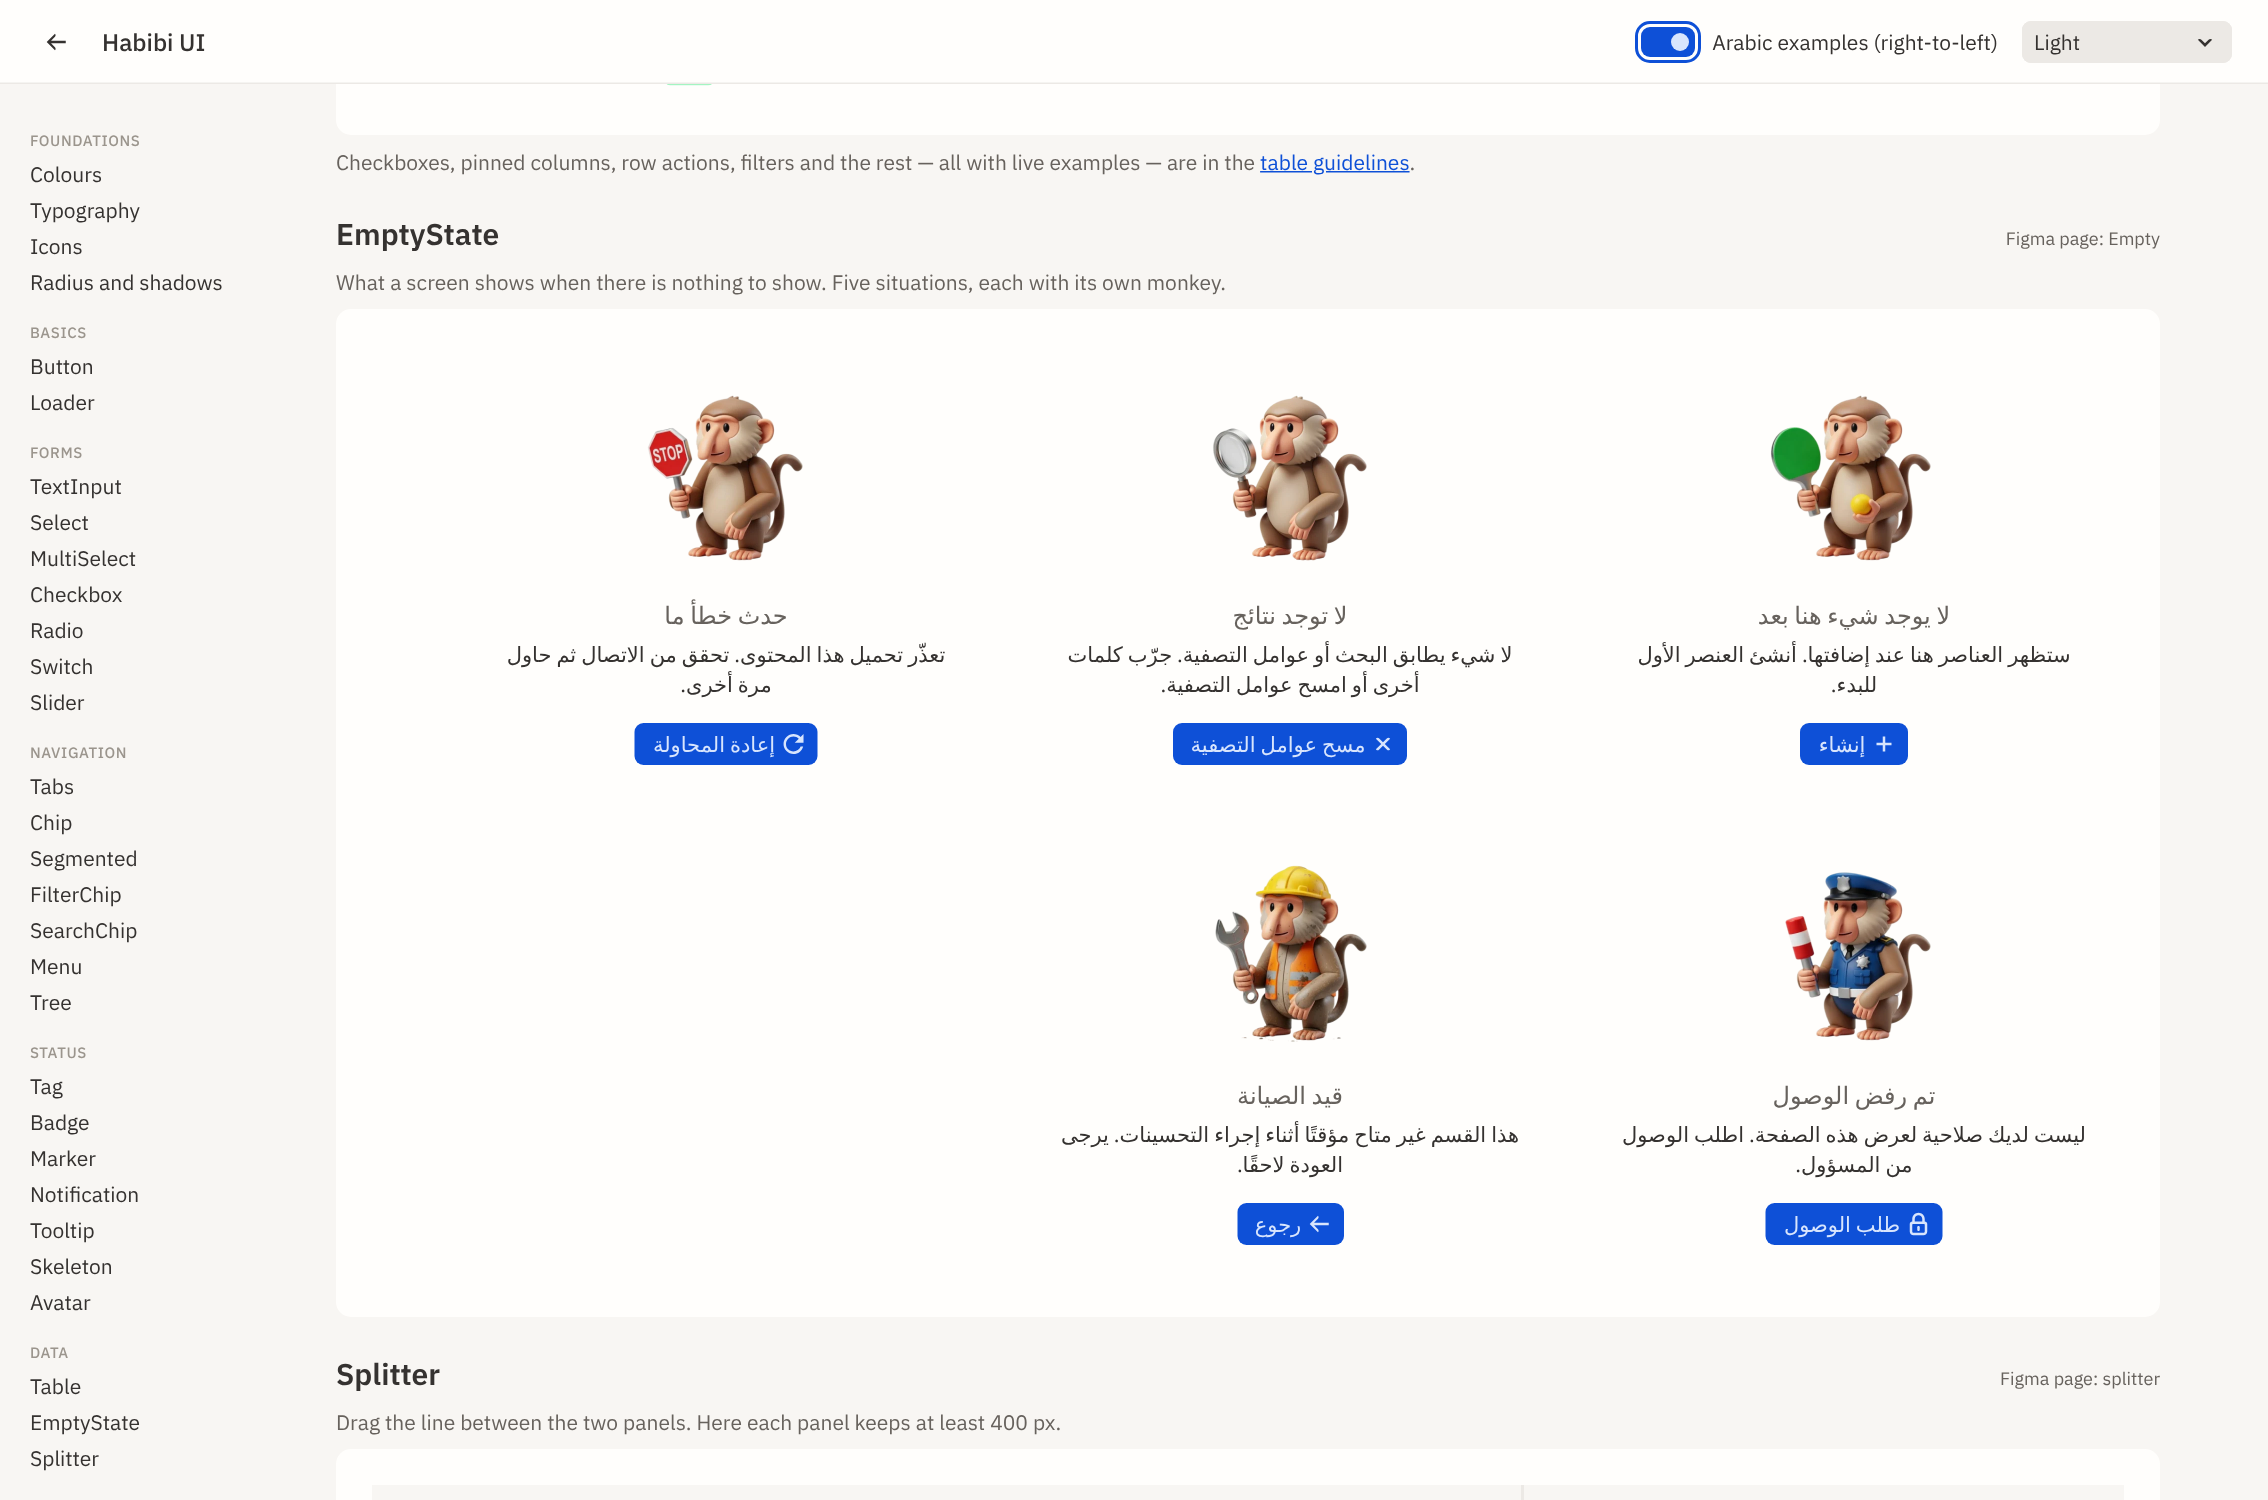 Habibi UI
Arabic examples (right-to-left)
Light
FOUNDATIONS
Colours
Typography
Icons
Radius and shadows
BASICS
Button
Loader
FORMS
TextInput
Select
MultiSelect
Checkbox
Radio
Switch
Slider
NAVIGATION
Tabs
Chip
Segmented
FilterChip
SearchChip
Menu
Tree
STATUS
Tag
Badge
Marker
Notification
Tooltip
Skeleton
Avatar
DATA
Table
EmptyState
Splitter
Checkboxes, pinned columns, row actions, filters and the rest — all with live examples — are in the table guidelines.
EmptyState
Figma page: Empty
What a screen shows when there is nothing to show. Five situations, each with its own monkey.
لا يوجد شيء هنا بعد
ستظهر العناصر هنا عند إضافتها. أنشئ العنصر الأول
للبدء.
إنشاء
لا توجد نتائج
لا شيء يطابق البحث أو عوامل التصفية. جرّب كلمات
أخرى أو امسح عوامل التصفية.
مسح عوامل التصفية
STOP
حدث خطأ ما
تعذّر تحميل هذا المحتوى. تحقق من الاتصال ثم حاول
مرة أخرى.
إعادة المحاولة
تم رفض الوصول
ليست لديك صلاحية لعرض هذه الصفحة. اطلب الوصول
من المسؤول.
طلب الوصول
قيد الصيانة
هذا القسم غير متاح مؤقتًا أثناء إجراء التحسينات. يرجى
العودة لاحقًا.
رجوع
Splitter
Figma page: splitter
Drag the line between the two panels. Here each panel keeps at least 400 px.